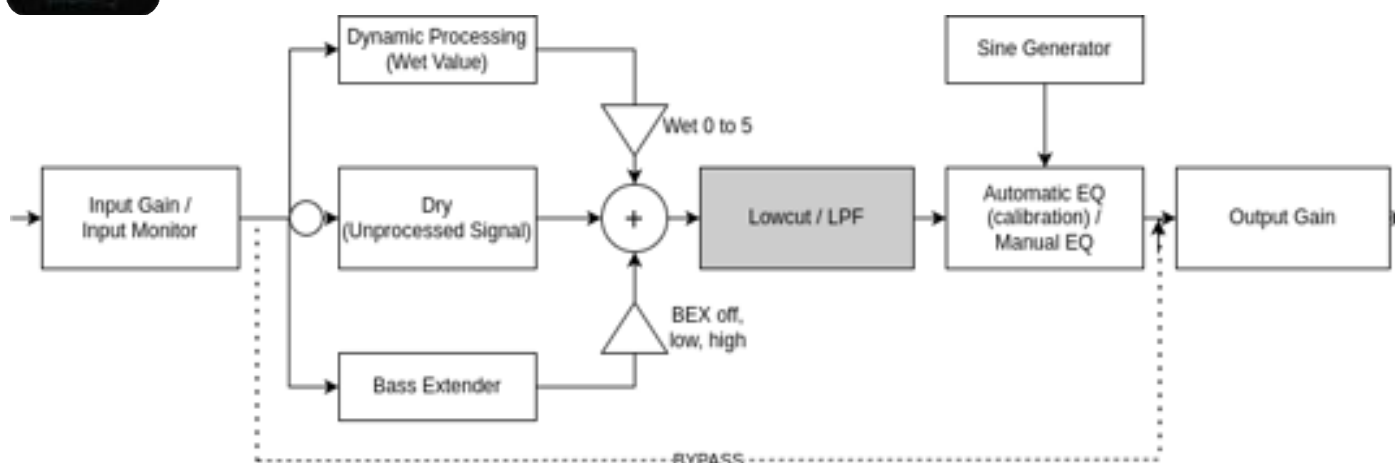 Dynamic Processing
(Wet Value)
Sine Generator
Wet 0 to 5
Input Gain /
Input Monitor
Dry
(Unprocessed Signal)
+
Lowcut / LPF
Automatic EQ
(calibration) /
Manual EQ
Output Gain
BEX off,
low, high
Bass Extender
BYPASS